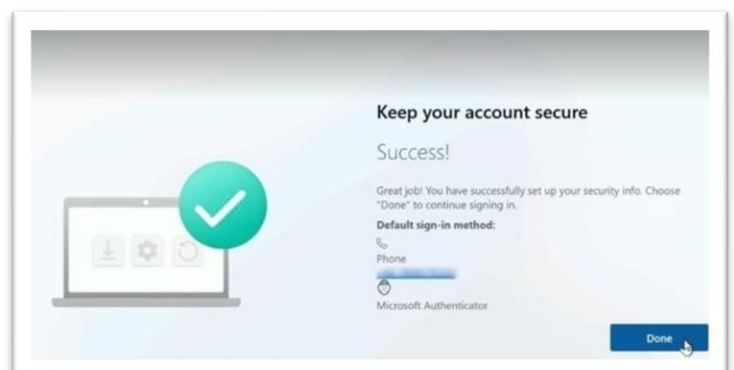 Keep your account secure
Success!
Great job! You have successfully set up your security info. Choose
"Done" to continue signing in.
Default sign-in method:
Phone
Microsoft Authenticator
Done